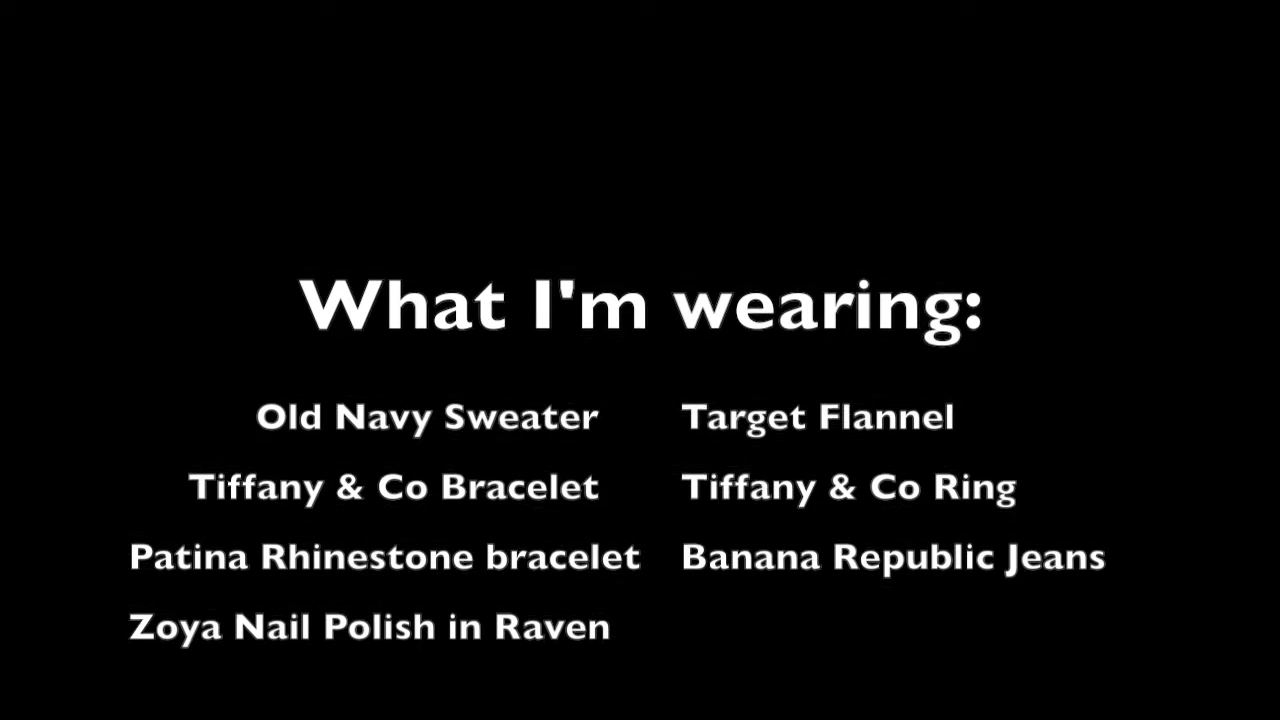 What I'm wearing:
Old Navy Sweater Target Flannel
Tiffany & Co Bracelet Tiffany & Co Ring
Patina Rhinestone bracelet Banana Republic Jeans
Zoya Nail Polish in Raven